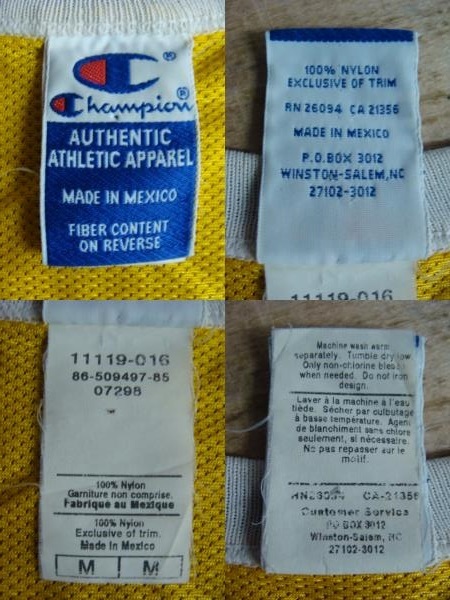 Champion
AUTHENTIC
ATHLETIC APPAREL
MADE IN MEXICO
FIBER CONTENT
ON REVERSE
100% NYLON
EXCLUSIVE OF TRIM
RN 26094 CA 21356
MADE IN MEXICO
P.O.BOX 3012
WINSTON-SALEM,NC
27102-3012
11119-016
11119-016
86-509497-85
07298
100% Nylon
Garniture non comprise.
Fabriqué au Mexique
100% Nylon
Exclusive of trim.
Made in Mexico
M M
Machine wash warm
separately. Tumble dry low
Only non-chlorine bleach
when needed. Do not iron
design.
Laver à la machine à l'eau
tiède. Sécher par culbutage
à basse température. Agent
de blanchiment sans chlore
seulement, si nécessaire.
Ne pas repasser sur le
motif.
RN26094 CA-21356
Customer Service
PO BOX 3012
Winston-Salem, NC
27102-3012